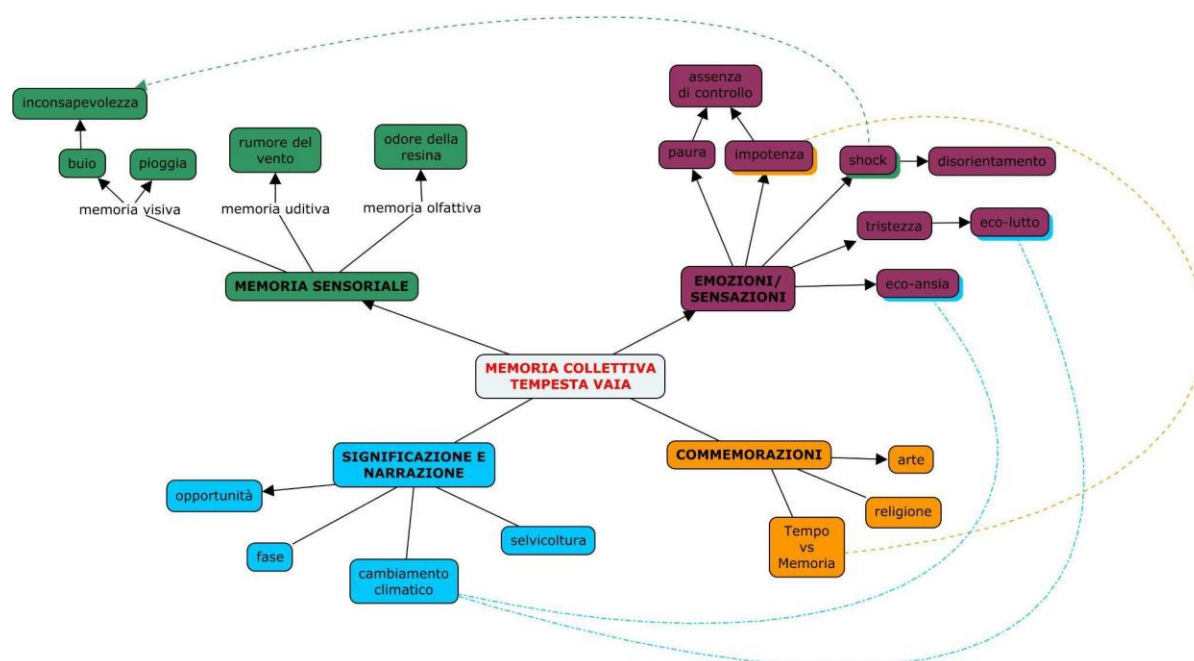 inconsapevolezza
buio
pioggia
memoria visiva
rumore del
vento
memoria uditiva
odore della
resina
memoria olfattiva
MEMORIA SENSORIALE
assenza
di controllo
paura
impotenza
shock
disorientamento
tristezza
eco-lutto
EMOZIONI/
SENSAZIONI
eco-ansia
MEMORIA COLLETTIVA
TEMPESTA VAIA
SIGNIFICAZIONE E
NARRAZIONE
opportunità
fase
cambiamento
climatico
selvicoltura
COMMEMORAZIONI
arte
religione
Tempo
vs
Memoria